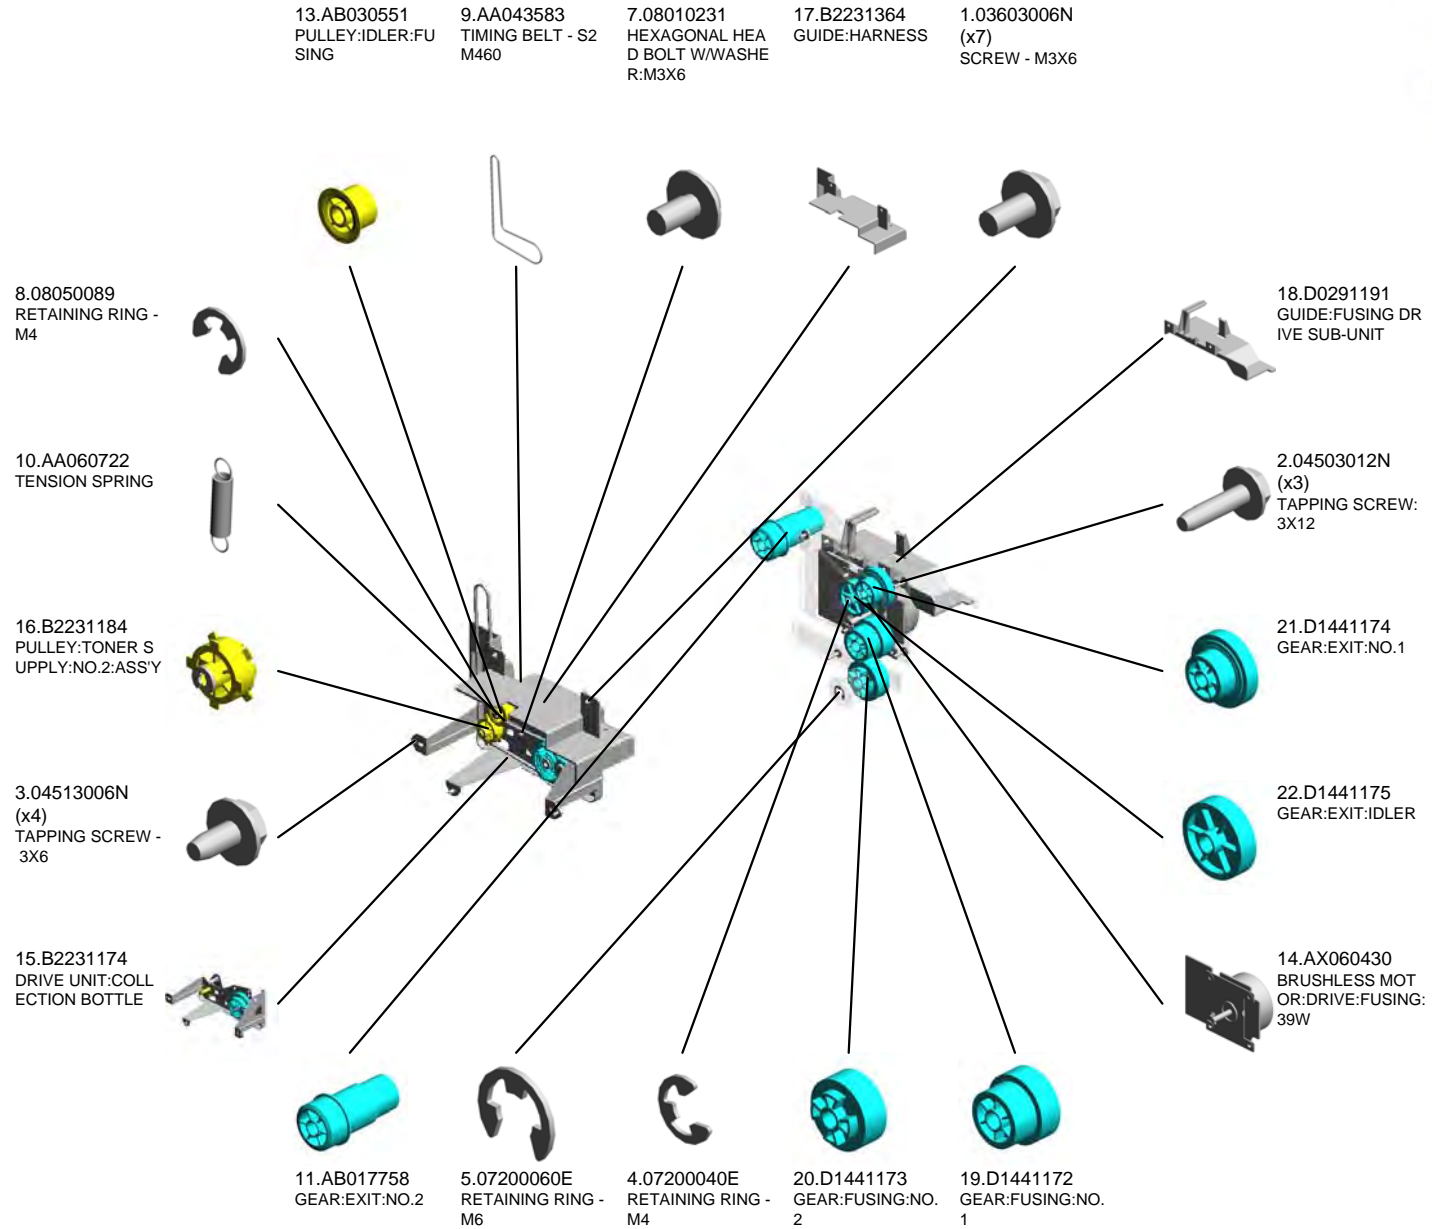 13.AB030551
PULLEY:IDLER:FU
SING
9.AA043583
TIMING BELT - S2
M460
7.08010231
HEXAGONAL HEA
D BOLT W/WASHE
R:M3X6
17.B2231364
GUIDE:HARNESS
1.03603006N
(x7)
SCREW - M3X6
8.08050089
RETAINING RING -
M4
18.D0291191
GUIDE:FUSING DR
IVE SUB-UNIT
10.AA060722
TENSION SPRING
2.04503012N
(x3)
TAPPING SCREW:
3X12
16.B2231184
PULLEY:TONER S
UPPLY:NO.2:ASS'Y
21.D1441174
GEAR:EXIT:NO.1
3.04513006N
(x4)
TAPPING SCREW -
3X6
22.D1441175
GEAR:EXIT:IDLER
15.B2231174
DRIVE UNIT:COLL
ECTION BOTTLE
14.AX060430
BRUSHLESS MOT
OR:DRIVE:FUSING:
39W
11.AB017758
GEAR:EXIT:NO.2
5.07200060E
RETAINING RING -
M6
4.07200040E
RETAINING RING -
M4
20.D1441173
GEAR:FUSING:NO.
2
19.D1441172
GEAR:FUSING:NO.
1